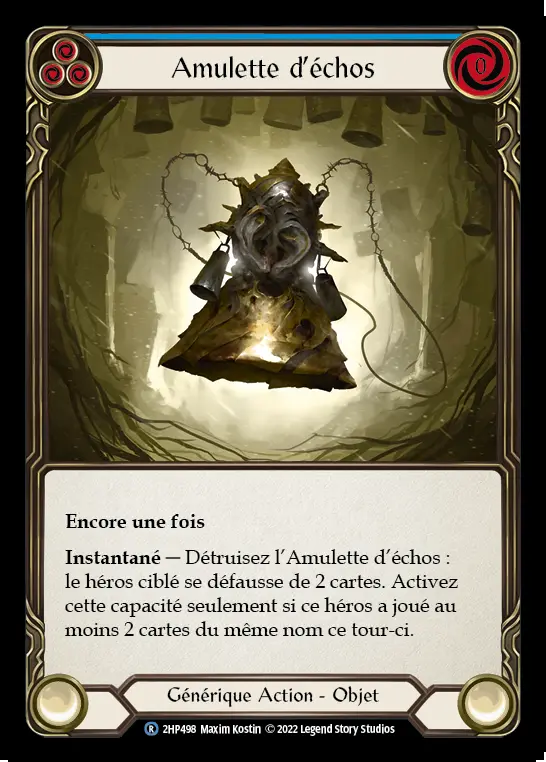 Amulette d'échos
0
Encore une fois
Instantané — Détruisez l'Amulette d'échos :
le héros ciblé se défausse de 2 cartes. Activez
cette capacité seulement si ce héros a joué au
moins 2 cartes du même nom ce tour-ci.
Générique Action - Objet
R 2HP498 Maxim Kostin © 2022 Legend Story Studios